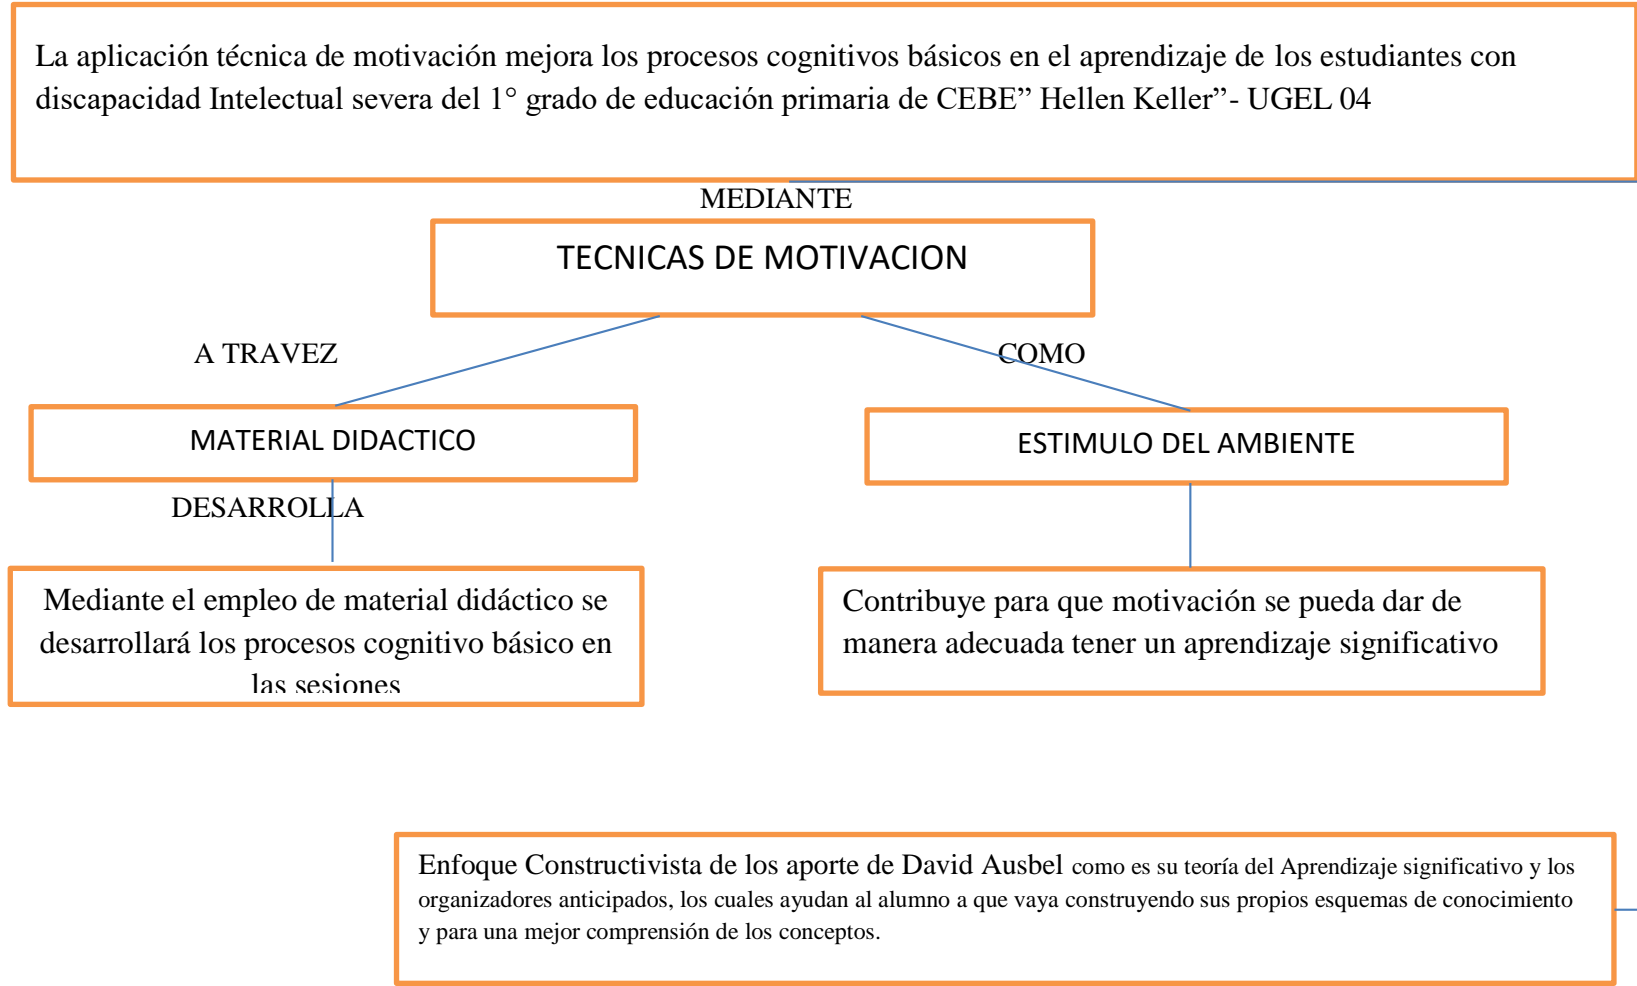 La aplicación técnica de motivación mejora los procesos cognitivos básicos en el aprendizaje de los estudiantes con
discapacidad Intelectual severa del 1° grado de educación primaria de CEBE” Hellen Keller”- UGEL 04
MEDIANTE
TECNICAS DE MOTIVACION
A TRAVEZ
COMO
MATERIAL DIDACTICO
ESTIMULO DEL AMBIENTE
DESARROLLA
Mediante el empleo de material didáctico se
desarrollará los procesos cognitivo básico en
las sesiones
Contribuye para que motivación se pueda dar de
manera adecuada tener un aprendizaje significativo
Enfoque Constructivista de los aporte de David Ausbel como es su teoría del Aprendizaje significativo y los
organizadores anticipados, los cuales ayudan al alumno a que vaya construyendo sus propios esquemas de conocimiento
y para una mejor comprensión de los conceptos.